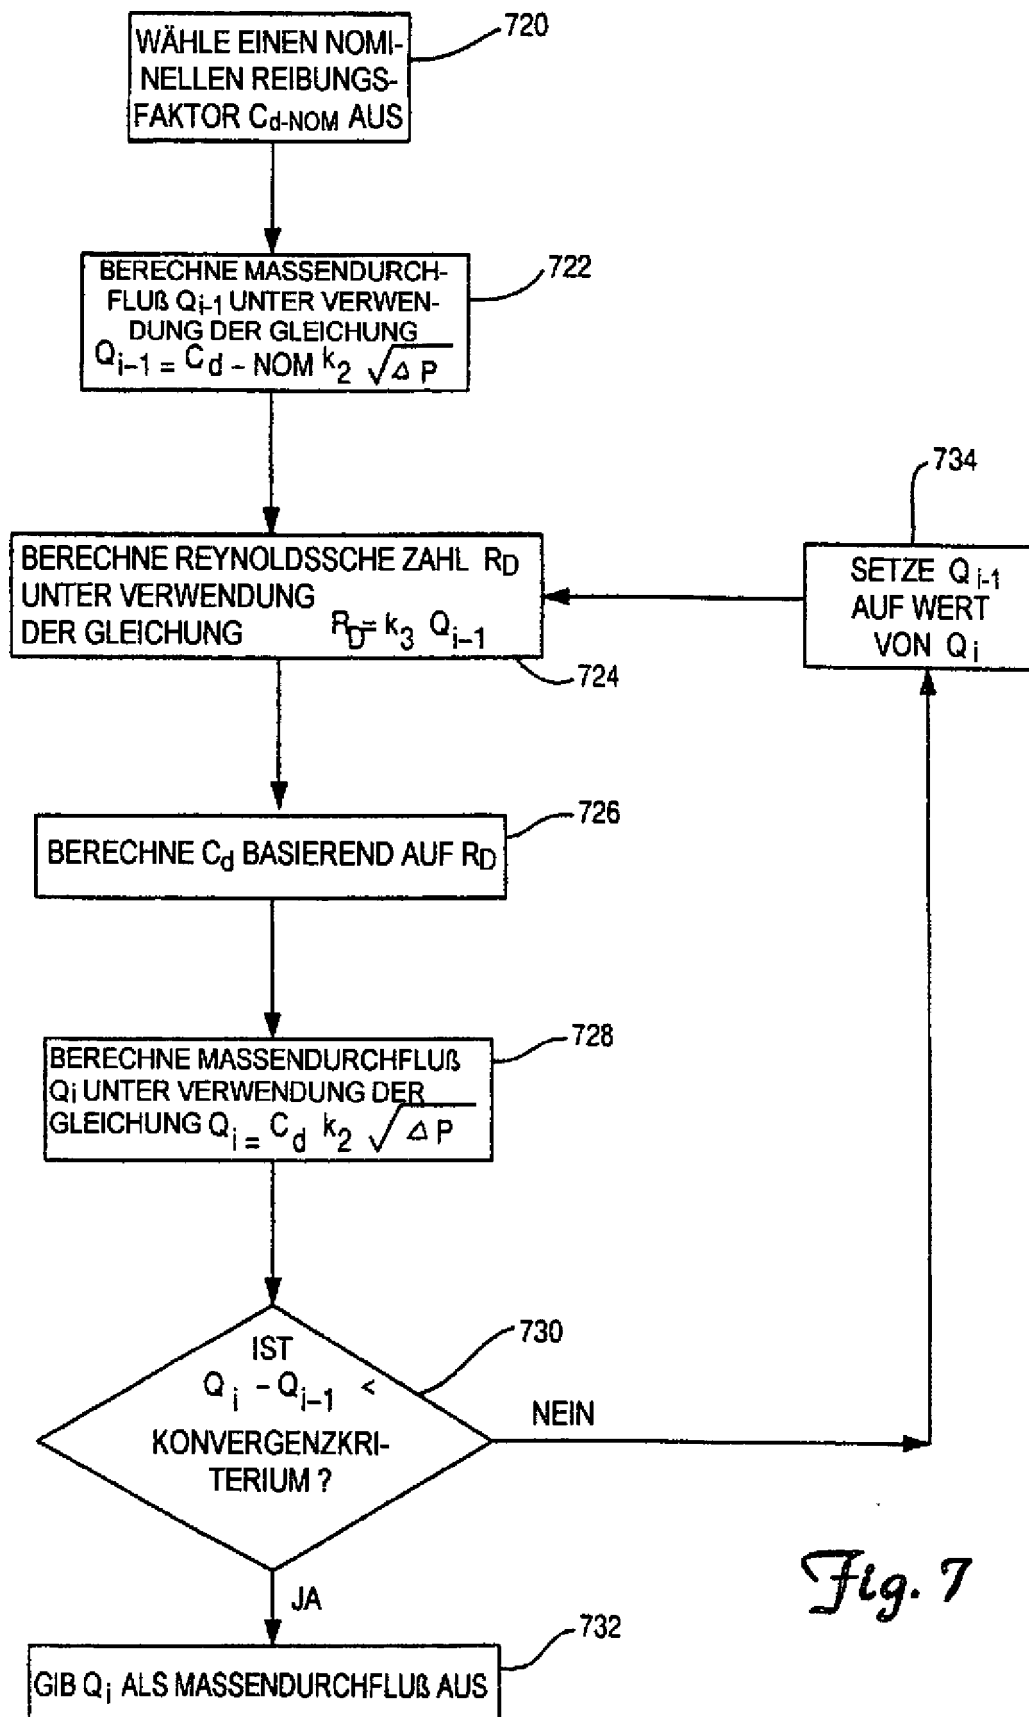 720
WÄHLE EINEN NOMI-
NELLEN REIBUNGS-
FAKTOR Cd-NOM AUS
722
BERECHNE MASSENDURCH-
FLUß Qi-1 UNTER VERWEN-
DUNG DER GLEICHUNG
Qi-1 = Cd - NOM k2 √ΔP
734
SETZE Qi-1
AUF WERT
VON Qi
BERECHNE REYNOLDSSCHE ZAHL RD
UNTER VERWENDUNG
DER GLEICHUNG RD= k3 Qi-1
724
726
BERECHNE Cd BASIEREND AUF RD
728
BERECHNE MASSENDURCHFLUß
Qi UNTER VERWENDUNG DER
GLEICHUNG Qi = Cd k2 √ΔP
730
IST
Qi - Qi-1 <
KONVERGENZKRI-
TERIUM ?
NEIN
JA
732
GIB Qi ALS MASSENDURCHFLUß AUS
Fig. 7